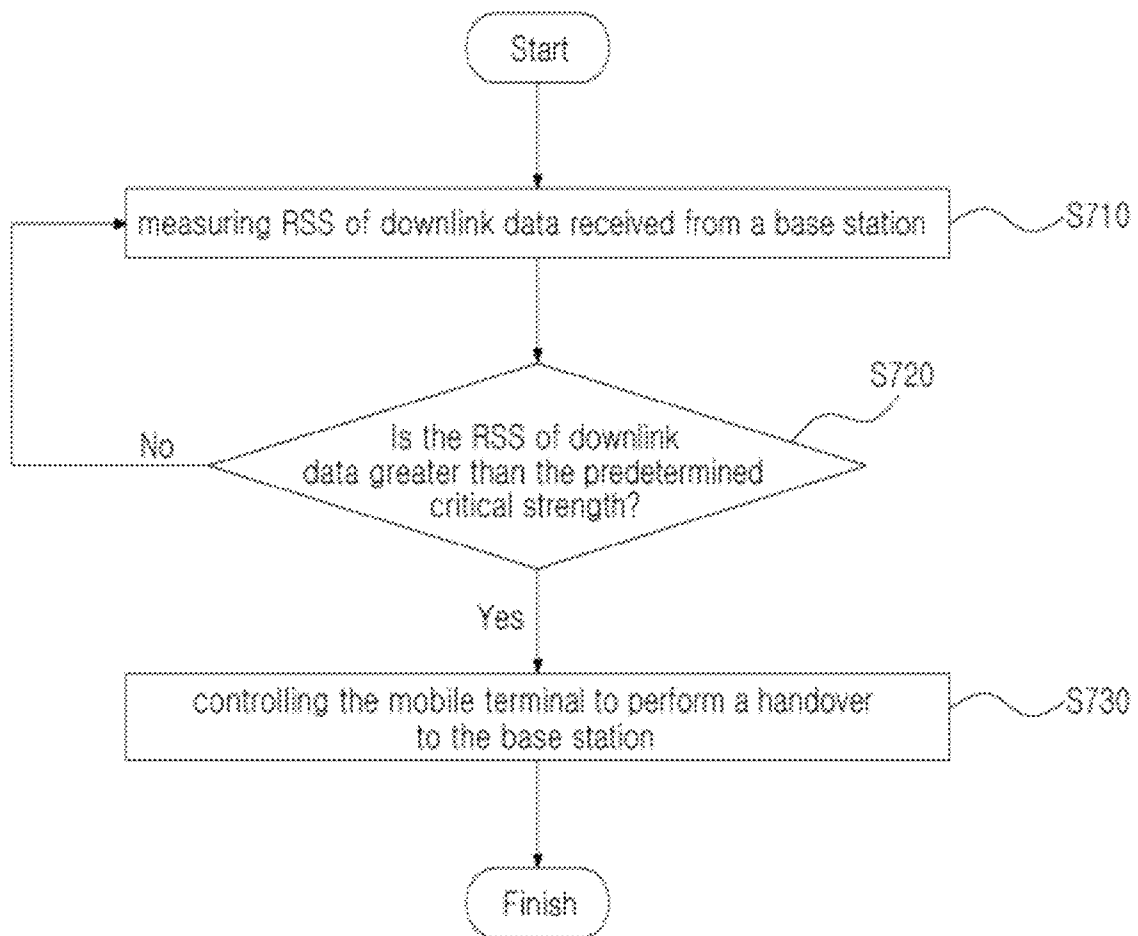 Start
measuring RSS of downlink data received from a base station
S710
S720
Is the RSS of downlink
data greater than the predetermined
critical strength?
No
Yes
controlling the mobile terminal to perform a handover
to the base station
S730
Finish